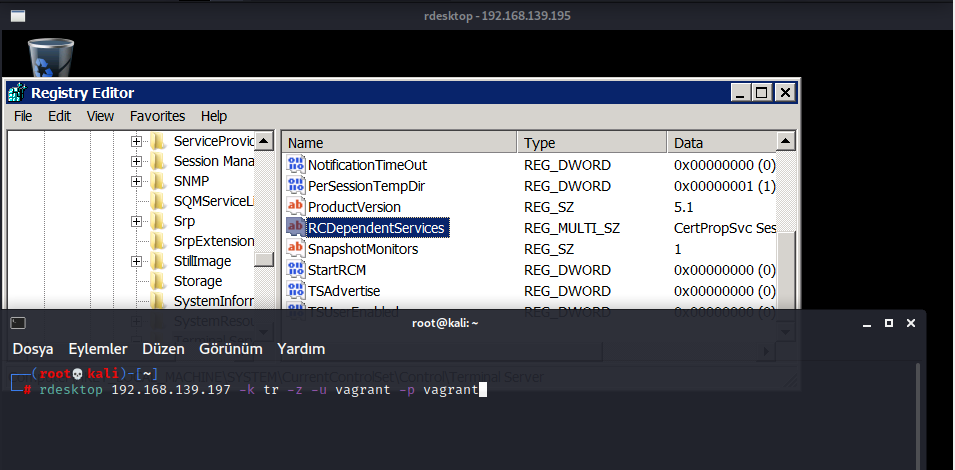 rdesktop - 192.168.139.195
Registry Editor
File Edit View Favorites Help
ServiceProvic
Session Mana
SNMP
SQMServiceLi
Srp
SrpExtension
StillImage
Storage
SystemInforr
SystemResou
Name Type Data
NotificationTimeOut REG_DWORD 0x00000000 (0)
PerSessionTempDir REG_DWORD 0x00000001 (1)
ProductVersion REG_SZ 5.1
RCDependentServices REG_MULTI_SZ CertPropSvc Ses
SnapshotMonitors REG_SZ 1
StartRCM REG_DWORD 0x00000000 (0)
TSAdvertise REG_DWORD 0x00000000 (0)
TSUserEnabled REG_DWORD 0x00000000 (0)
root@kali: ~
Dosya Eylemler Düzen Görünüm Yardım
(root💀kali)-[~]
MACHINE\SYSTEM\CurrentControlSet\Control\Terminal Server
# rdesktop 192.168.139.197 -k tr -z -u vagrant -p vagrant